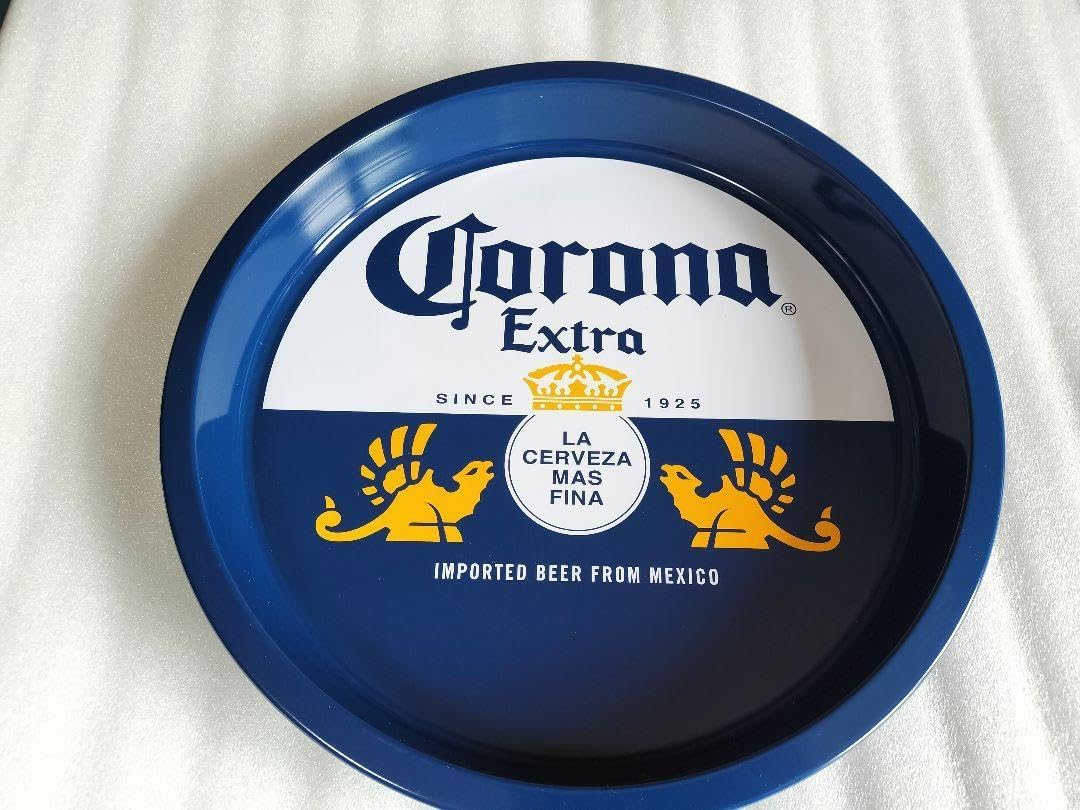 Corona®
Extra
SINCE 1925
LA
CERVEZA
MAS
FINA
IMPORTED BEER FROM MEXICO